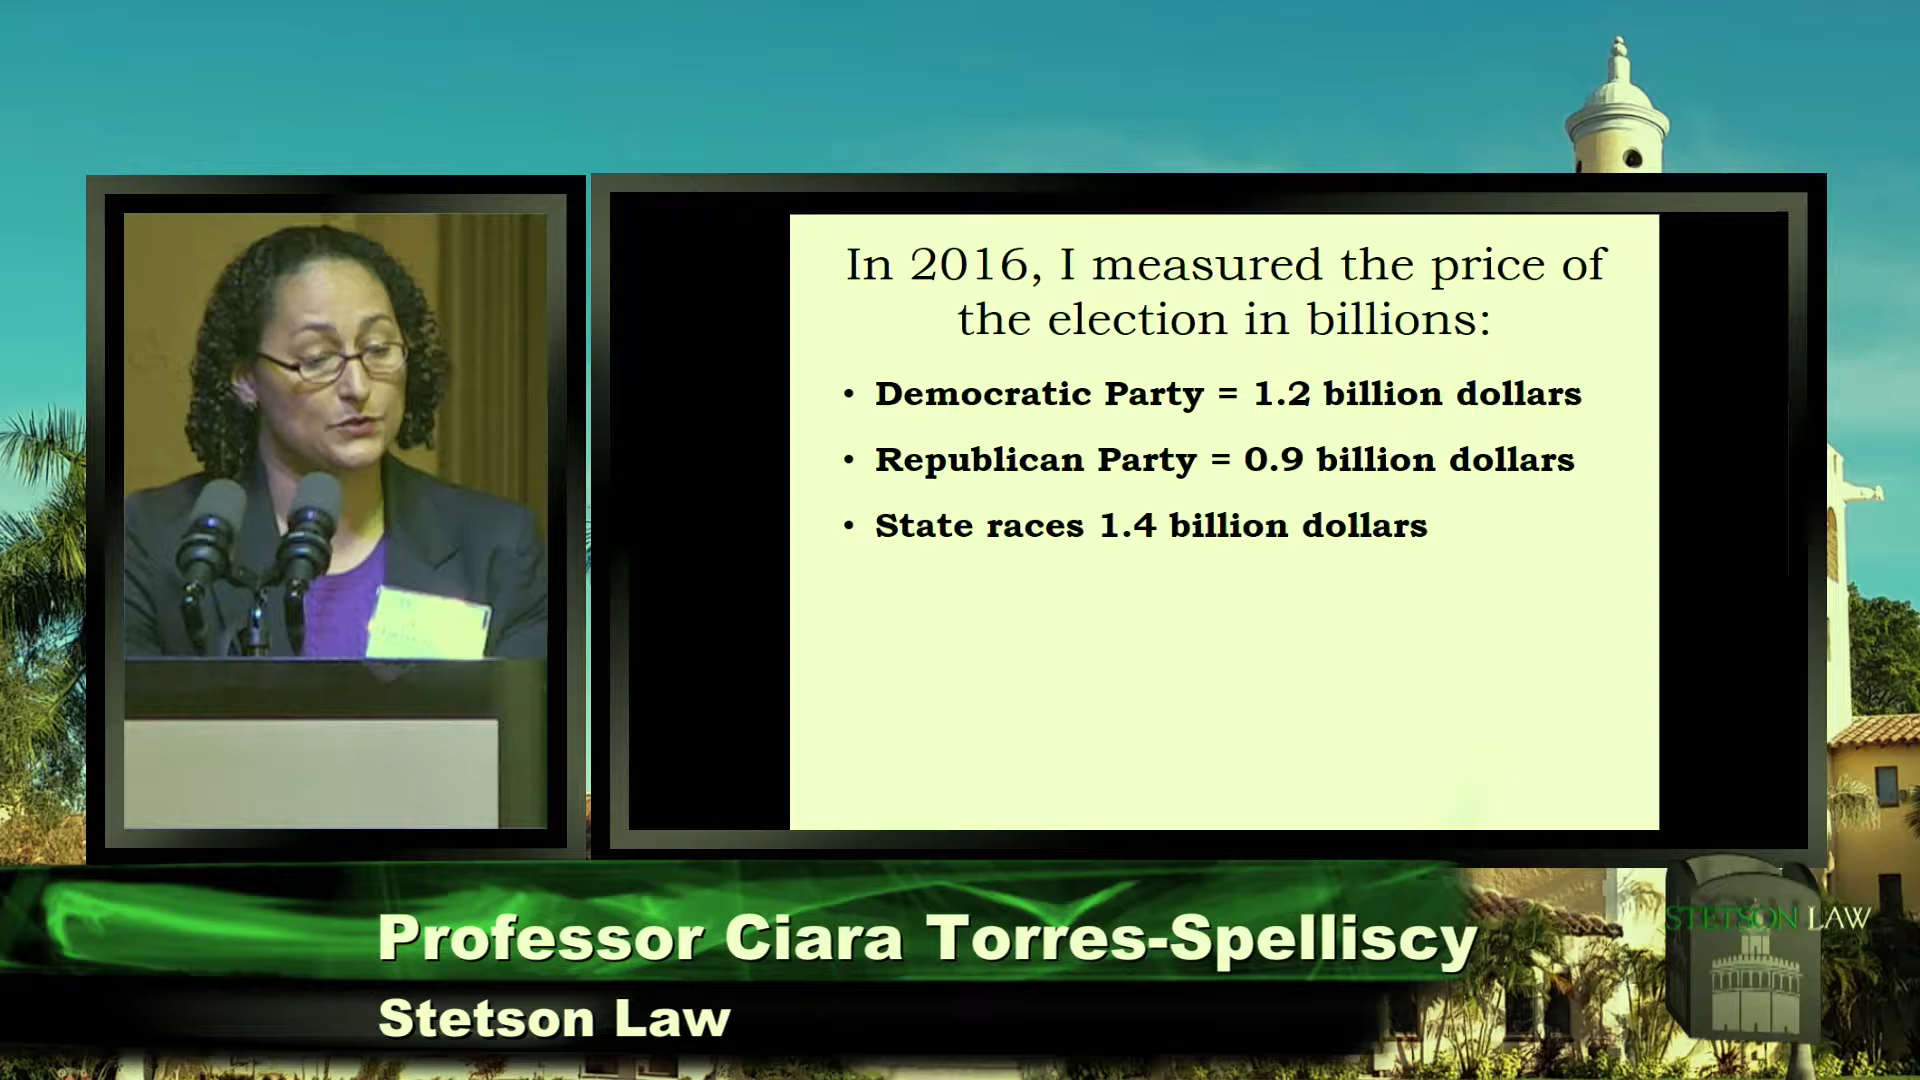 In 2016, I measured the price of
the election in billions:
• Democratic Party = 1.2 billion dollars
• Republican Party = 0.9 billion dollars
• State races 1.4 billion dollars
Professor Ciara Torres-Spelliscy
Stetson Law
STETSON LAW